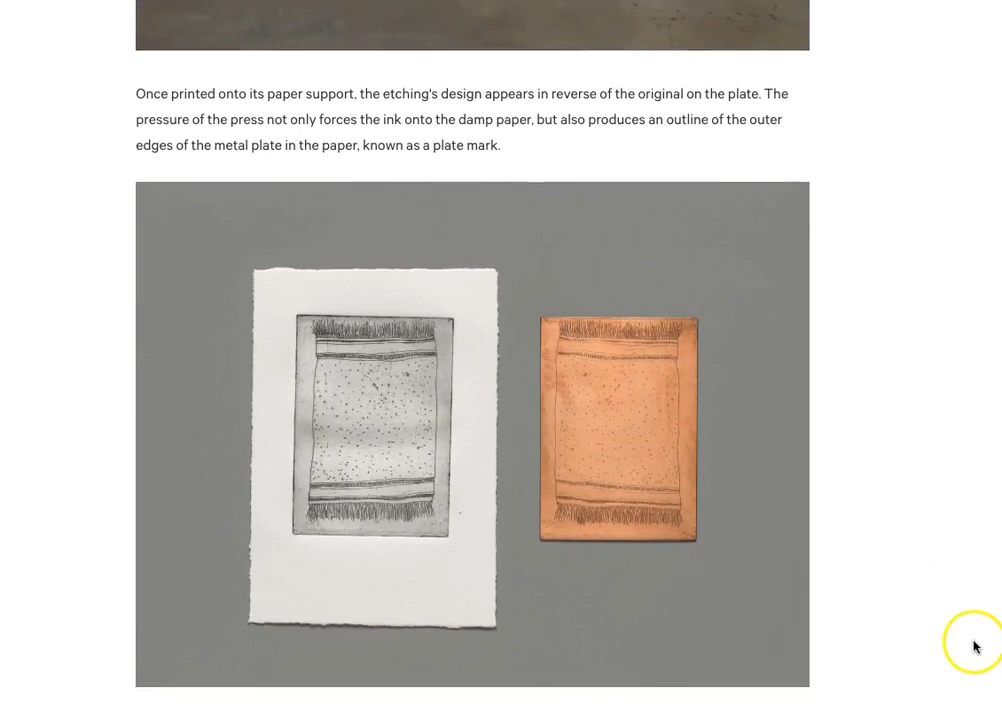 Once printed onto its paper support, the etching's design appears in reverse of the original on the plate. The
pressure of the press not only forces the ink onto the damp paper, but also produces an outline of the outer
edges of the metal plate in the paper, known as a plate mark.